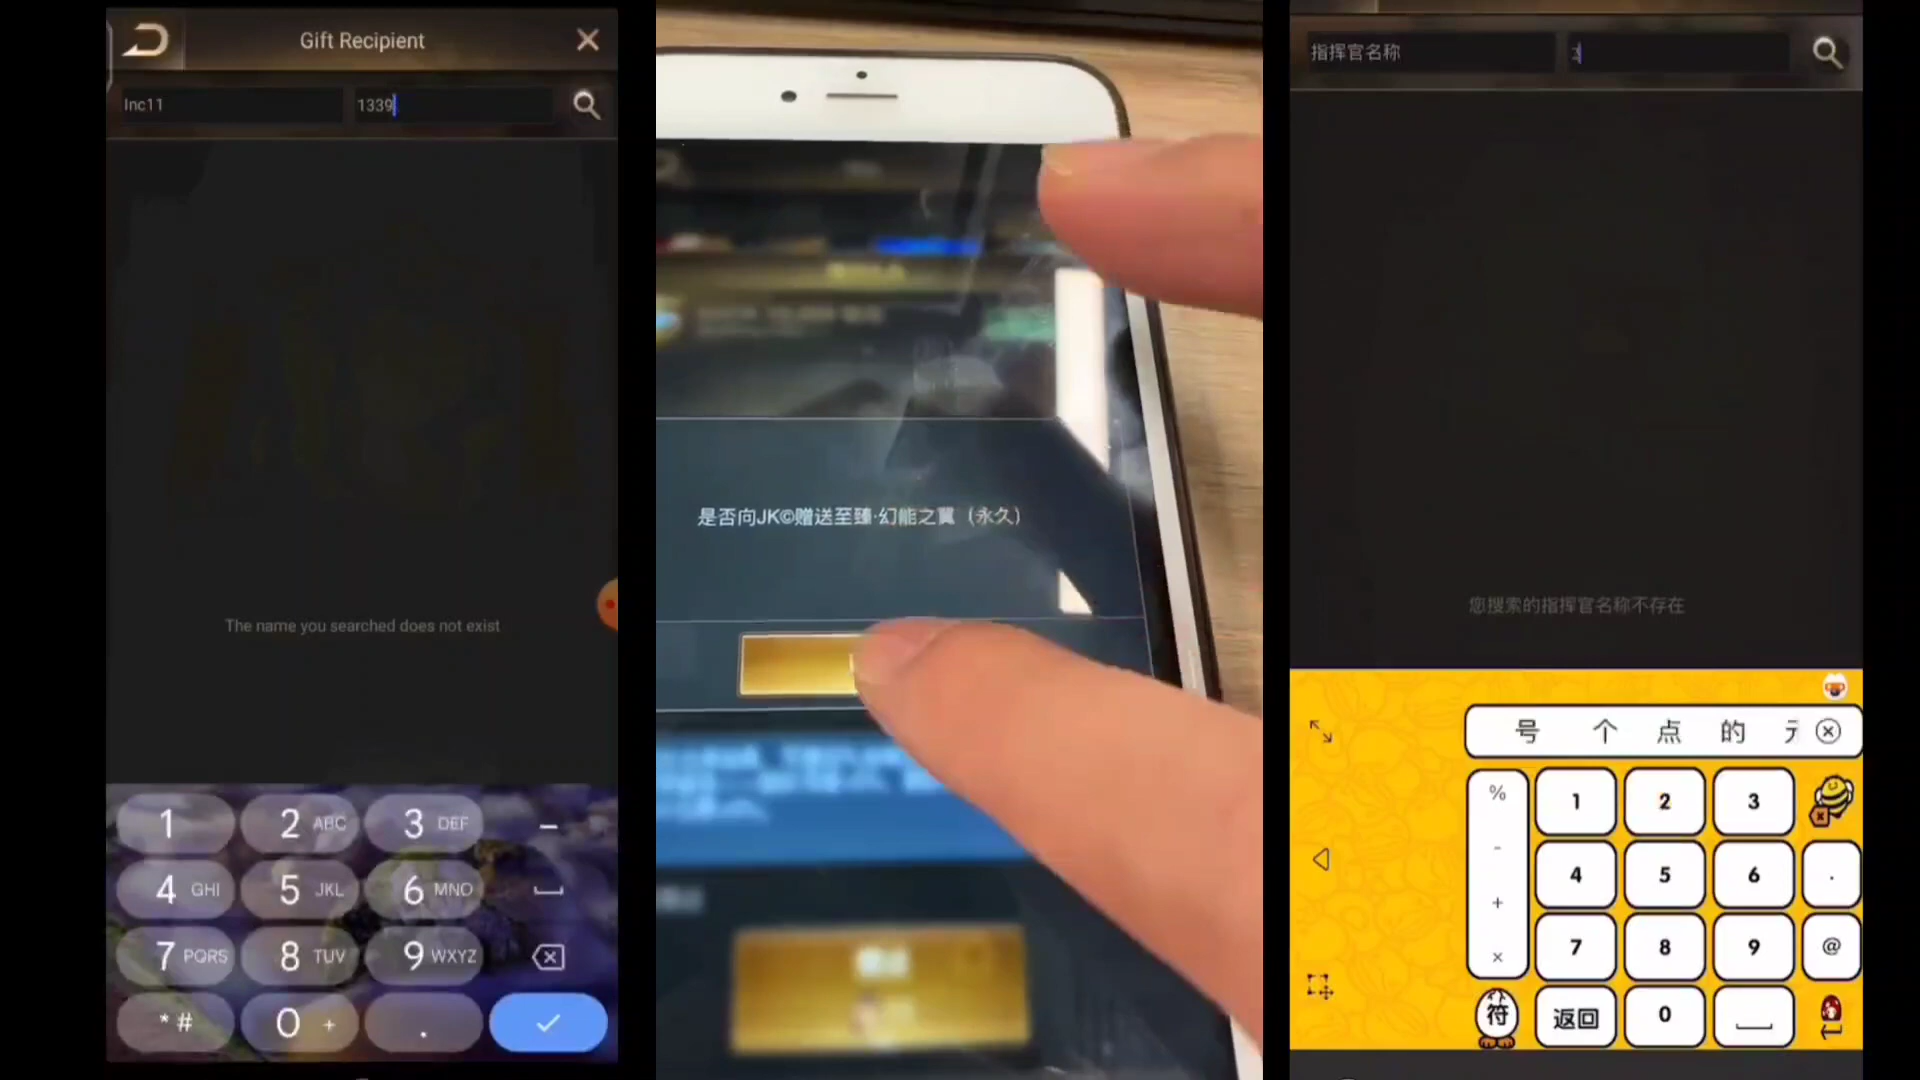 Gift Recipient
Inc11
1339
The name you searched does not exist
1
2 ABC
3 DEF
4 GHI
5 JKL
6 MNO
7 PQRS
8 TUV
9 WXYZ
* #
0 +
.
是否向JK©赠送至臻·幻能之翼（永久）
指挥官名称
您搜索的指挥官名称不存在
号 个 点 的
%
-
+
×
1 2 3
4 5 6 .
7 8 9 @
符 返回 0